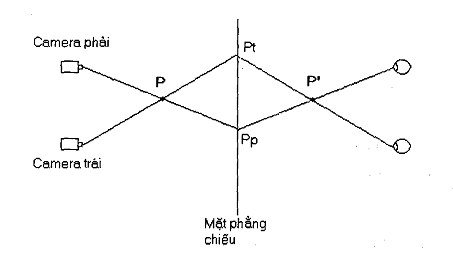 Camera phải
Pt
P
P'
Pp
Camera trái
Mặt phẳng
chiếu